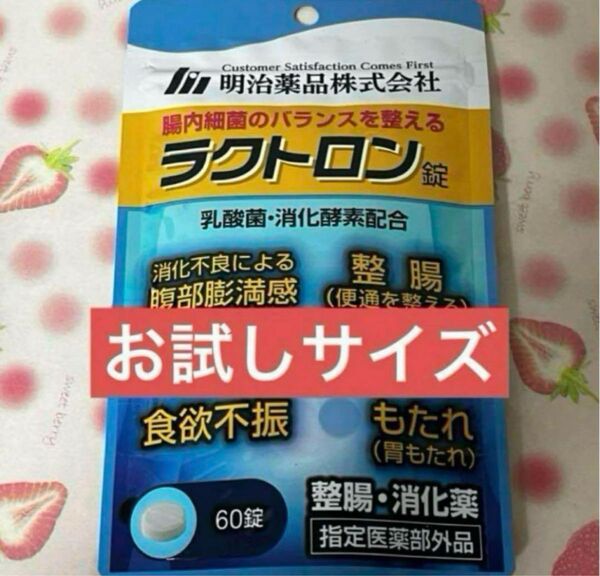 Customer Satisfaction Comes First
明治薬品株式会社
腸内細菌のバランスを整える
ラクトロン錠
乳酸菌・消化酵素配合
消化不良による
腹部膨満感
整腸
(便通を整える)
お試しサイズ
食欲不振
もたれ
(胃もたれ)
60錠
整腸・消化薬
指定医薬部外品
sweet berry
sweet berry